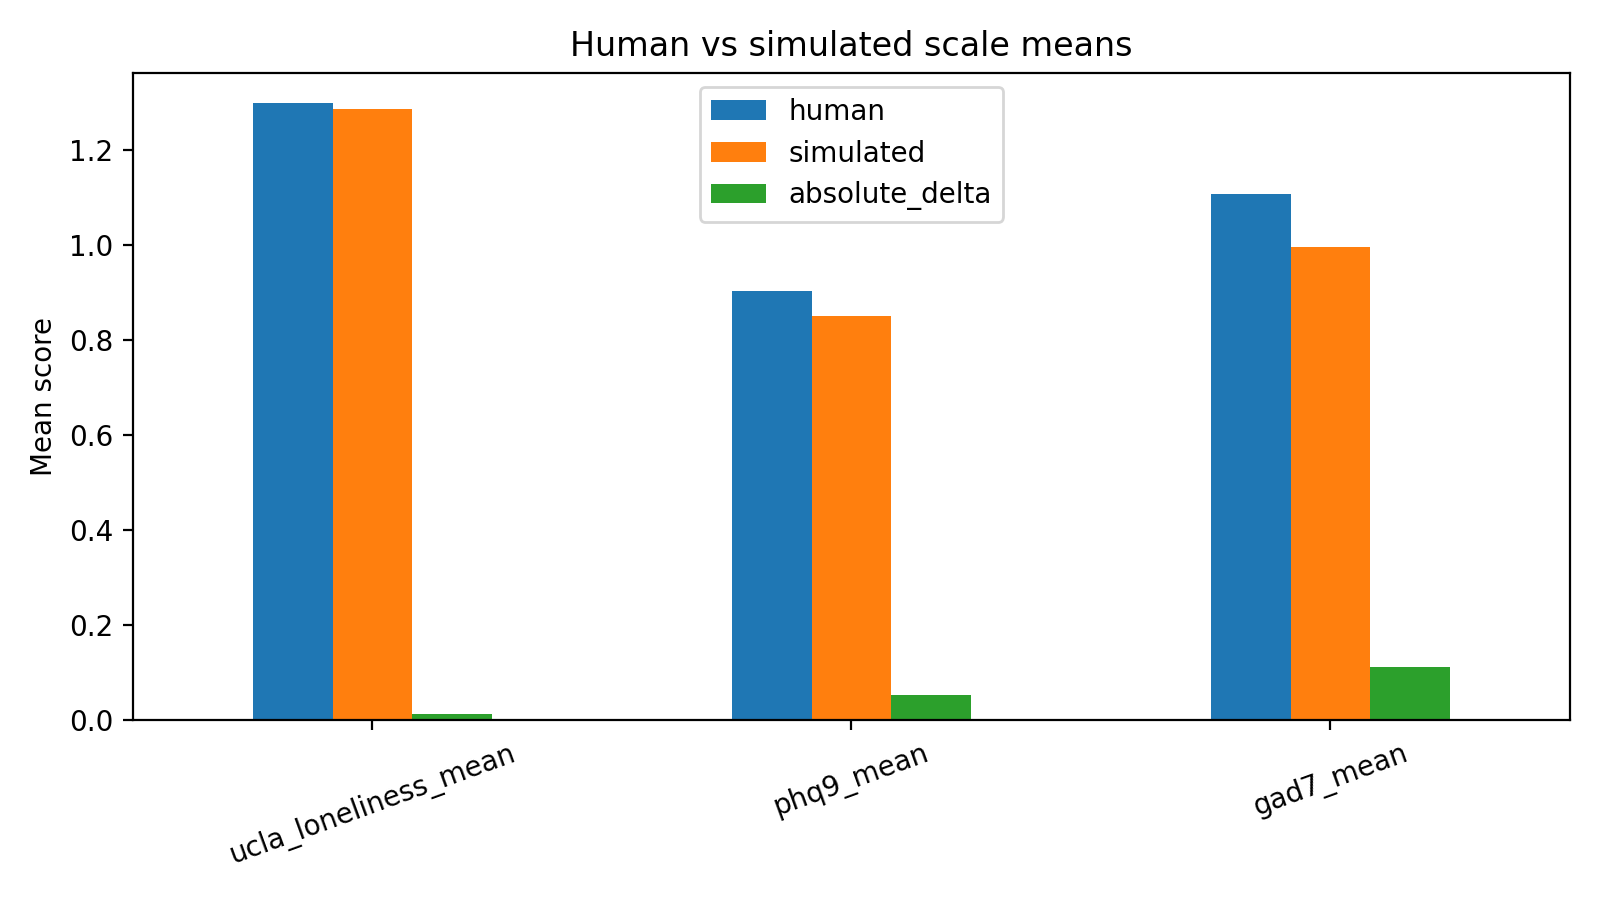 Human vs simulated scale means
human
simulated
absolute_delta
Mean score
1.2
1.0
0.8
0.6
0.4
0.2
0.0
ucla_loneliness_mean
phq9_mean
gad7_mean